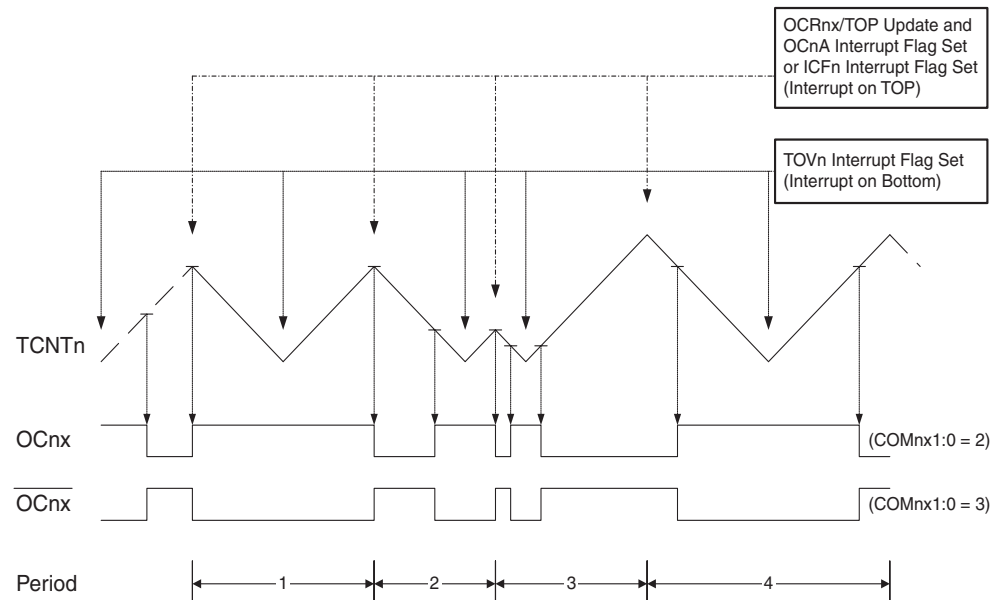 OCRnx/TOP Update and
OCnA Interrupt Flag Set
or ICFn Interrupt Flag Set
(Interrupt on TOP)
TOVn Interrupt Flag Set
(Interrupt on Bottom)
TCNTn
OCnx
(COMnx1:0 = 2)
OCnx
(COMnx1:0 = 3)
Period
1
2
3
4